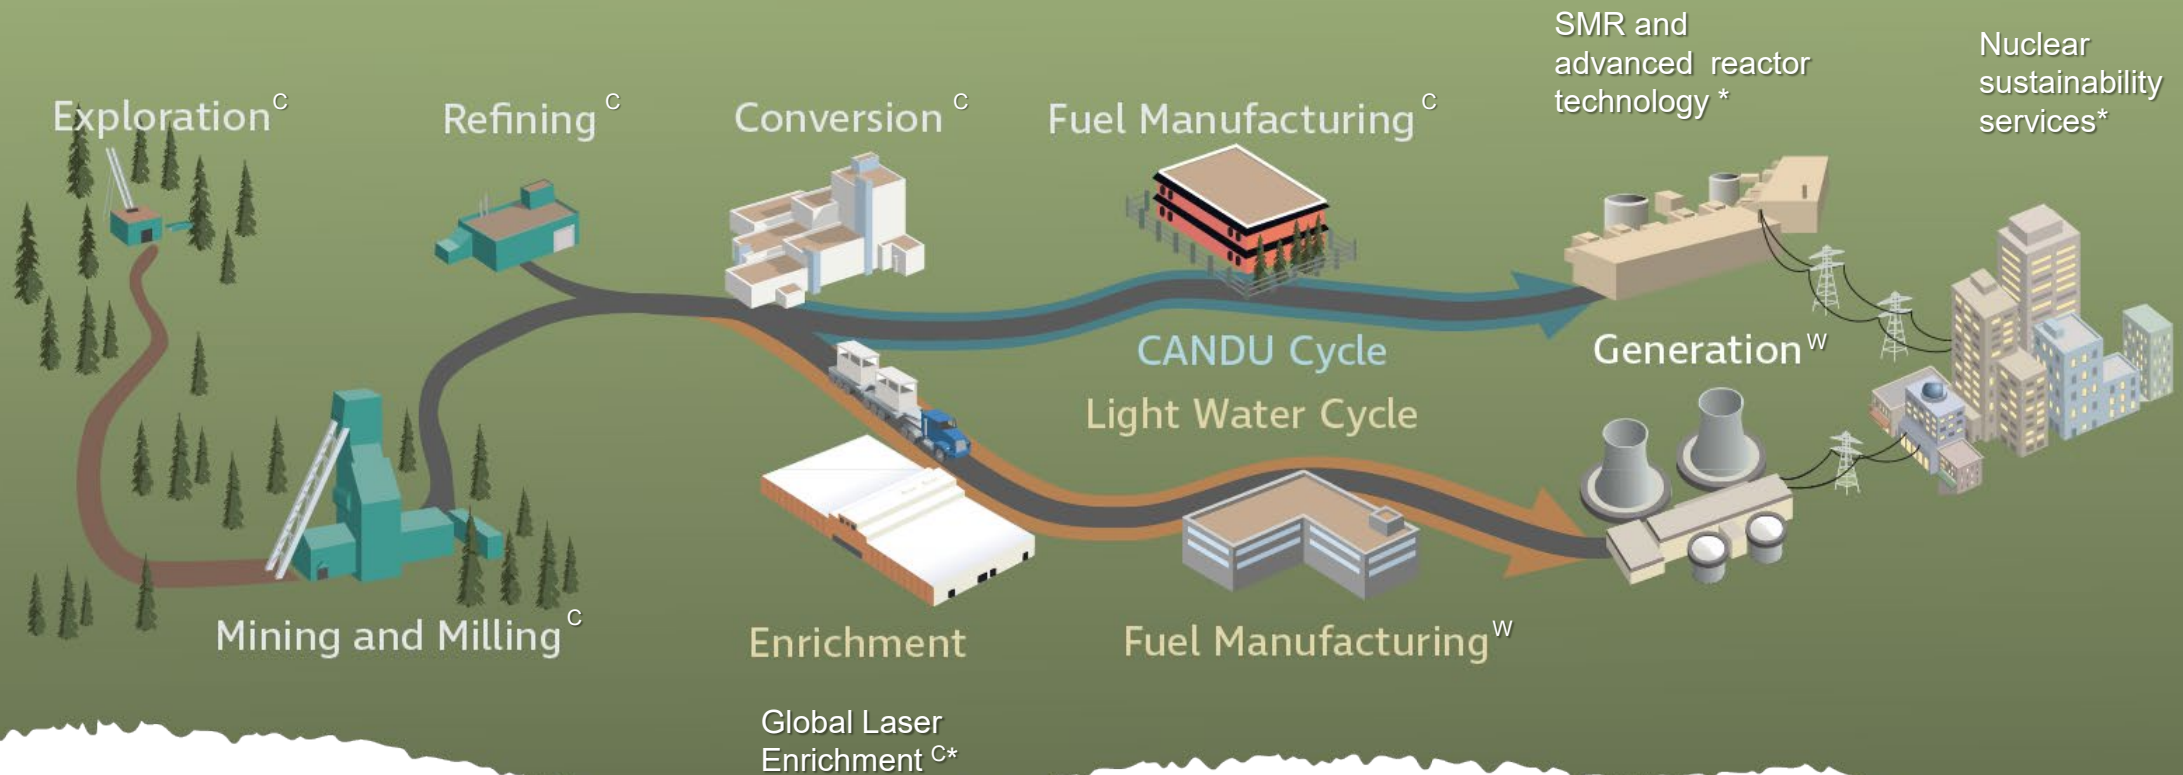 SMR and
advanced reactor
technology *
Nuclear
sustainability
services*
Exploration C
Refining C
Conversion C
Fuel Manufacturing C
CANDU Cycle
Light Water Cycle
Generation W
Mining and Milling C
Enrichment
Fuel Manufacturing W
Global Laser
Enrichment C*